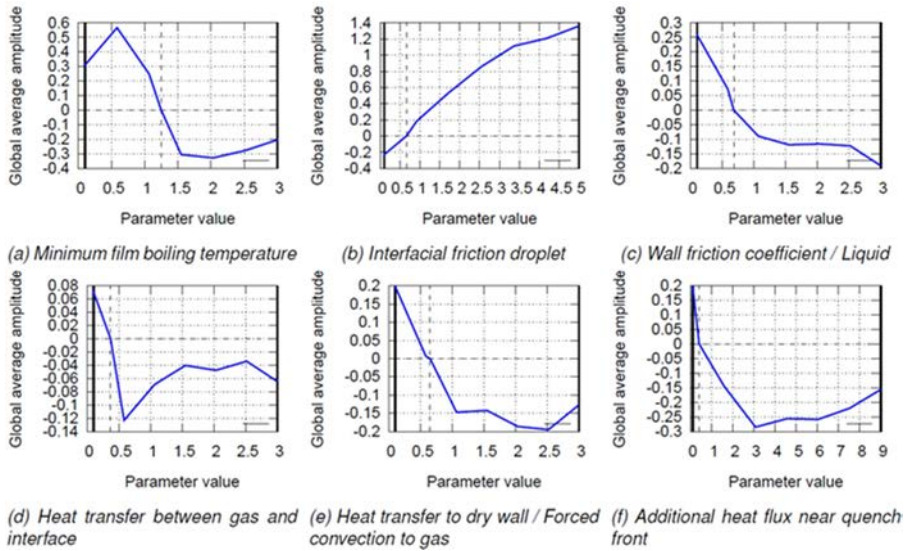 Global average amplitude
0.6
0.5
0.4
0.3
0.2
0.1
0
-0.1
-0.2
-0.3
-0.4
0 0.5 1 1.5 2 2.5 3
Parameter value
(a) Minimum film boiling temperature
Global average amplitude
1.4
1.2
1
0.8
0.6
0.4
0.2
0
-0.2
-0.4
0 0.5 1 1.5 2 2.5 3 3.5 4 4.5 5
Parameter value
(b) Interfacial friction droplet
Global average amplitude
0.3
0.25
0.2
0.15
0.1
0.05
0
-0.05
-0.1
-0.15
-0.2
0 0.5 1 1.5 2 2.5 3
Parameter value
(c) Wall friction coefficient / Liquid
Global average amplitude
0.08
0.06
0.04
0.02
0
-0.02
-0.04
-0.06
-0.08
-0.1
-0.12
-0.14
0 0.5 1 1.5 2 2.5 3
Parameter value
(d) Heat transfer between gas and
interface
Global average amplitude
0.2
0.15
0.1
0.05
0
-0.05
-0.1
-0.15
-0.2
0 0.5 1 1.5 2 2.5 3
Parameter value
(e) Heat transfer to dry wall / Forced
convection to gas
Global average amplitude
0.2
0.15
0.1
0.05
0
-0.05
-0.1
-0.15
-0.2
-0.25
-0.3
0 1 2 3 4 5 6 7 8 9
Parameter value
(f) Additional heat flux near quench
front